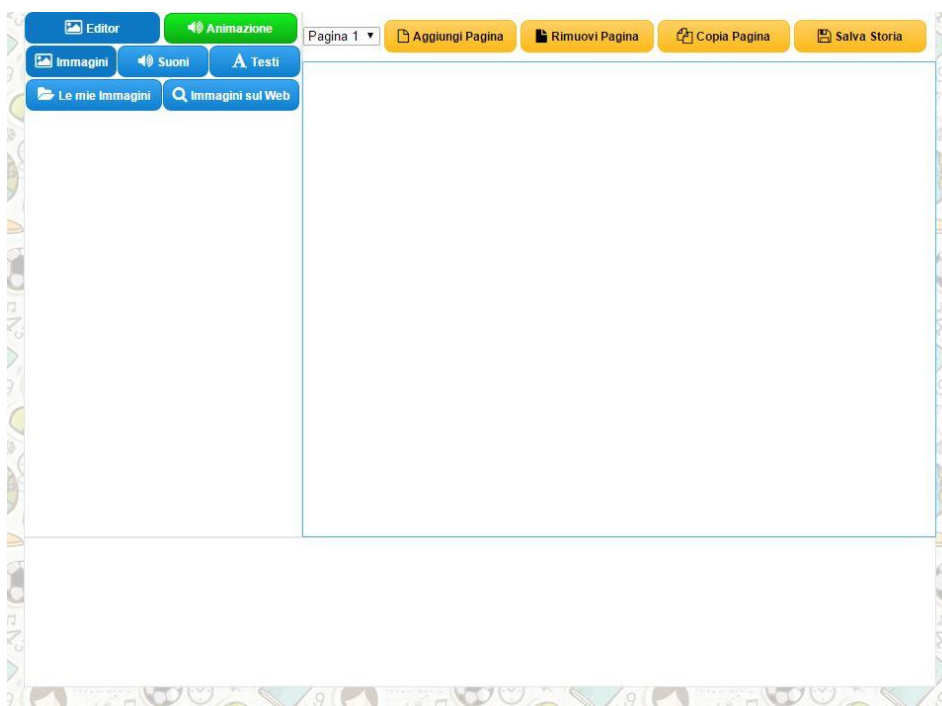 Editor Animazione Pagina 1 Aggiungi Pagina Rimuovi Pagina Copia Pagina Salva Storia
Immagini Suoni A Testi
Le mie Immagini Immagini sul Web